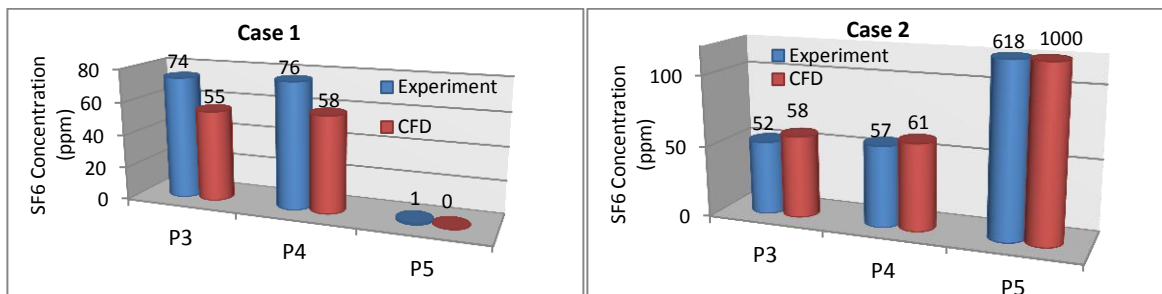 Case 1
SF6 Concentration
(ppm)
80
60
40
20
0
74
55
76
58
1
0
Experiment
CFD
P3
P4
P5
Case 2
SF6 Concentration
(ppm)
100
50
0
52
58
57
61
618
1000
Experiment
CFD
P3
P4
P5